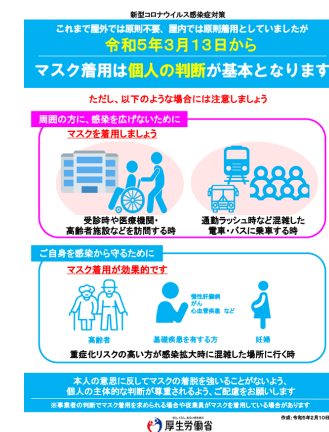 新型コロナウイルス感染症対策
これまで屋外では原則不要、屋内では原則着用としていましたが
令和5年3月13日から
マスク着用は個人の判断が基本となります
ただし、以下のような場合には注意しましょう
周囲の方に、感染を広げないために
マスクを着用しましょう
受診時や医療機関・
高齢者施設などを訪問する時
通勤ラッシュ時など混雑した
電車・バスに乗車する時
ご自身を感染から守るために
マスク着用が効果的です
慢性肝臓病
がん
心血管疾患 など
高齢者
基礎疾患を有する方
妊婦
重症化リスクの高い方が感染拡大時に混雑した場所に行く時
本人の意思に反してマスクの着脱を強いることがないよう、
個人の主体的な判断が尊重されるよう、ご配慮をお願いします
※事業者の判断でマスク着用を求められる場合や従業員がマスクを着用している場合があります
作成:令和5年2月10日
ひと、くらし、みらいのために
厚生労働省